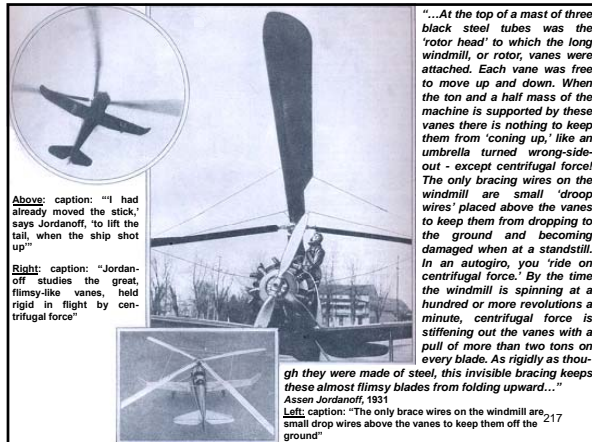 “…At the top of a mast of three
black steel tubes was the
‘rotor head’ to which the long
windmill, or rotor, vanes were
attached. Each vane was free
to move up and down. When
the ton and a half mass of the
machine is supported by these
vanes there is nothing to keep
them from ‘coning up,’ like an
umbrella turned wrong-side-
out - except centrifugal force!
The only bracing wires on the
windmill are small ‘droop
wires’ placed above the vanes
to keep them from dropping to
the ground and becoming
damaged when at a standstill.
In an autogiro, you ‘ride on
centrifugal force.’ By the time
the windmill is spinning at a
hundred or more revolutions a
minute, centrifugal force is
stiffening out the vanes with a
pull of more than two tons on
every blade. As rigidly as thou-
gh they were made of steel, this invisible bracing keeps
these almost flimsy blades from folding upward…”
Assen Jordanoff, 1931
Above: caption: “‘I had
already moved the stick,’
says Jordanoff, ‘to lift the
tail, when the ship shot
up’”
Right: caption: “Jordan-
off studies the great,
flimsy-like vanes, held
rigid in flight by cen-
trifugal force”
Left: caption: “The only brace wires on the windmill are
small drop wires above the vanes to keep them off the
ground”
217